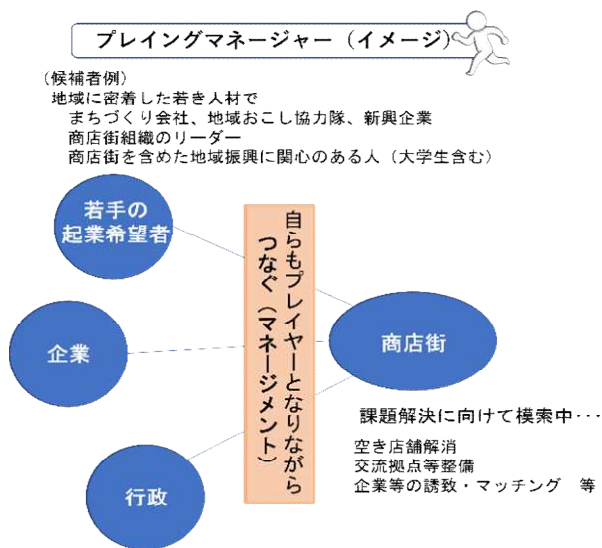 プレイングマネージャー（イメージ）
（候補者例）
地域に密着した若き人材で
まちづくり会社、地域おこし協力隊、新興企業
商店街組織のリーダー
商店街を含めた地域振興に関心のある人（大学生含む）
若手の
起業希望者
企業
行政
自らもプレイヤーとなりながら
つなぐ（マネージメント）
商店街
課題解決に向けて模索中･･･
空き店舗解消
交流拠点等整備
企業等の誘致・マッチング　等